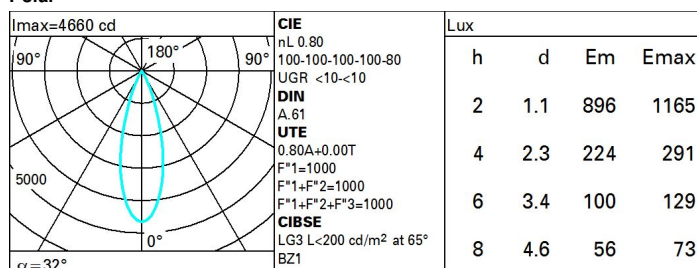 Imax=4660 cd
90°
180°
90°
5000
0°
α=32°
CIE
nL 0.80
100-100-100-100-80
UGR <10-<10
DIN
A.61
UTE
0.80A+0.00T
F"1=1000
F"1+F"2=1000
F"1+F"2+F"3=1000
CIBSE
LG3 L<200 cd/m² at 65°
BZ1
Lux
h d Em Emax
2 1.1 896 1165
4 2.3 224 291
6 3.4 100 129
8 4.6 56 73